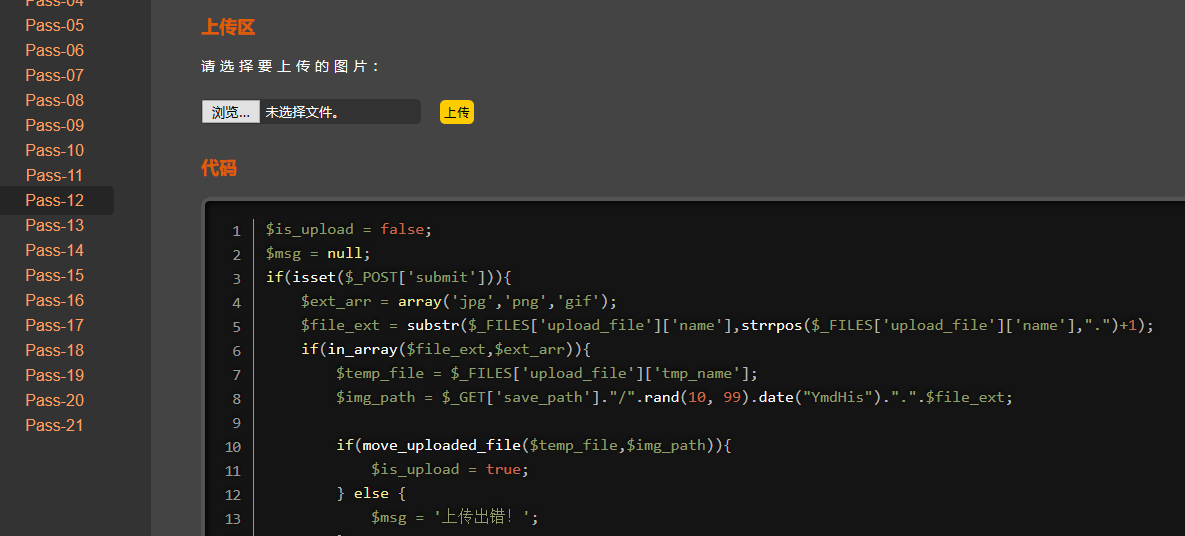 Pass-04
Pass-05
Pass-06
Pass-07
Pass-08
Pass-09
Pass-10
Pass-11
Pass-12
Pass-13
Pass-14
Pass-15
Pass-16
Pass-17
Pass-18
Pass-19
Pass-20
Pass-21
上传区
请选择要上传的图片：
浏览... 未选择文件。 上传
代码
1 $is_upload = false;
2 $msg = null;
3 if(isset($_POST['submit'])){
4 $ext_arr = array('jpg','png','gif');
5 $file_ext = substr($_FILES['upload_file']['name'],strrpos($_FILES['upload_file']['name'],".")+1);
6 if(in_array($file_ext,$ext_arr)){
7 $temp_file = $_FILES['upload_file']['tmp_name'];
8 $img_path = $_GET['save_path']."/".rand(10, 99).date("YmdHis").".".$file_ext;
9
10 if(move_uploaded_file($temp_file,$img_path)){
11 $is_upload = true;
12 } else {
13 $msg = '上传出错！';